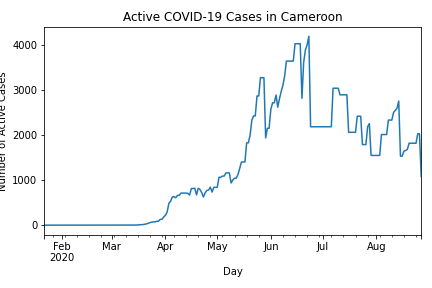 Active COVID-19 Cases in Cameroon
Number of Active Cases
4000
3000
2000
1000
0
Feb Mar Apr May Jun Jul Aug
2020
Day